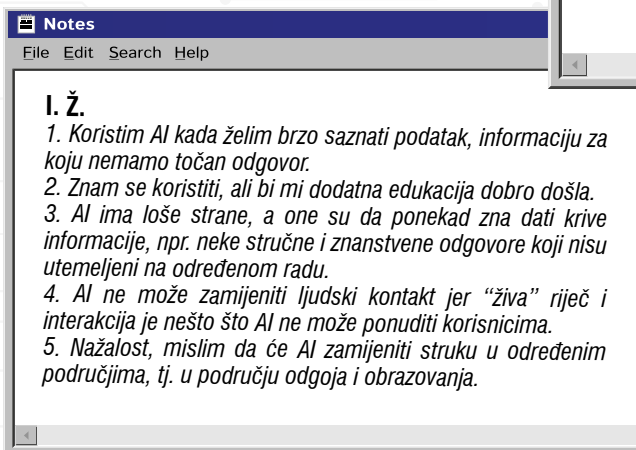 Notes
File Edit Search Help
I. Ž.
1. Koristim AI kada želim brzo saznati podatak, informaciju za
koju nemamo točan odgovor.
2. Znam se koristiti, ali bi mi dodatna edukacija dobro došla.
3. AI ima loše strane, a one su da ponekad zna dati krive
informacije, npr. neke stručne i znanstvene odgovore koji nisu
utemeljeni na određenom radu.
4. AI ne može zamijeniti ljudski kontakt jer “živa” riječ i
interakcija je nešto što AI ne može ponuditi korisnicima.
5. Nažalost, mislim da će AI zamijeniti struku u određenim
područjima, tj. u području odgoja i obrazovanja.